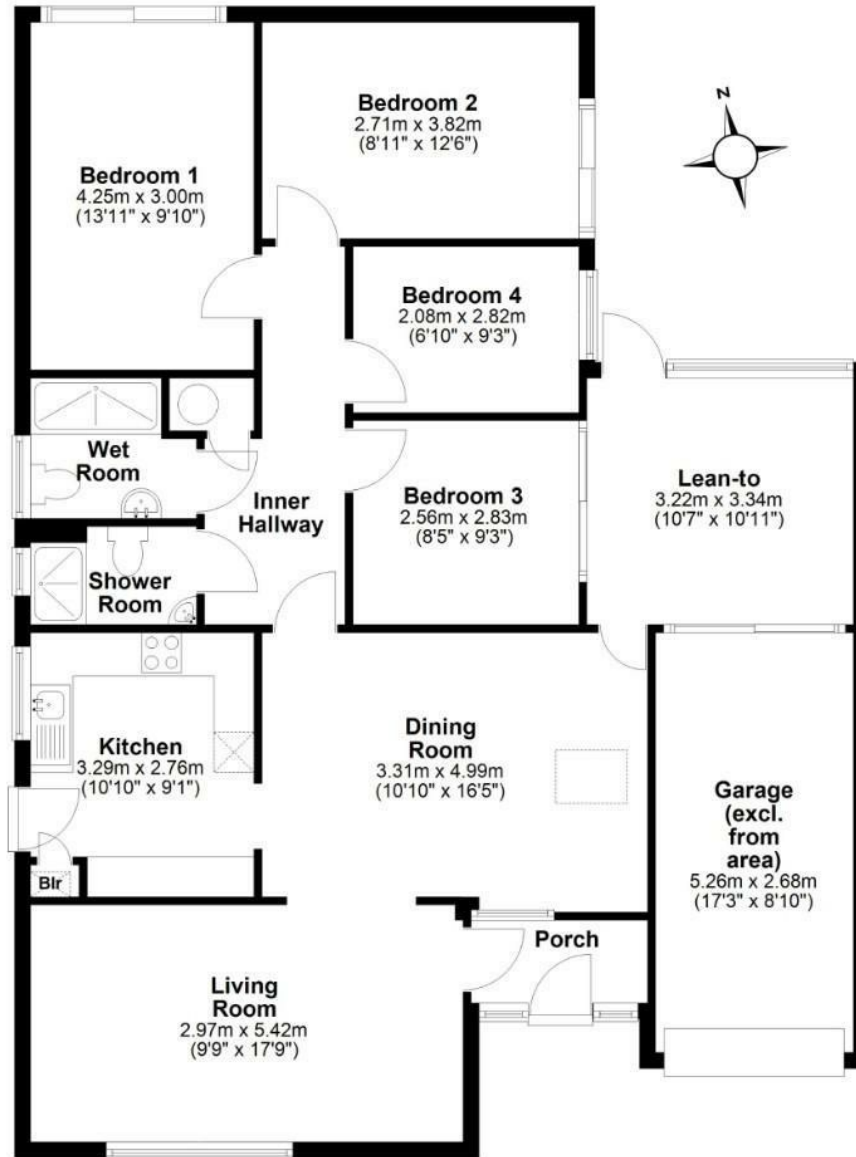 Bedroom 1
4.25m x 3.00m
(13'11" x 9'10")
Bedroom 2
2.71m x 3.82m
(8'11" x 12'6")
N
Bedroom 4
2.08m x 2.82m
(6'10" x 9'3")
Wet
Room
Inner
Hallway
Bedroom 3
2.56m x 2.83m
(8'5" x 9'3")
Lean-to
3.22m x 3.34m
(10'7" x 10'11")
Shower
Room
Kitchen
3.29m x 2.76m
(10'10" x 9'1")
Blr
Dining
Room
3.31m x 4.99m
(10'10" x 16'5")
Garage
(excl.
from
area)
5.26m x 2.68m
(17'3" x 8'10")
Porch
Living
Room
2.97m x 5.42m
(9'9" x 17'9")